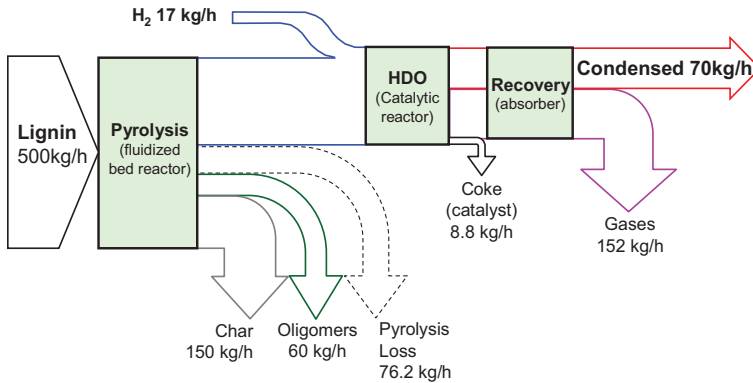 H₂ 17 kg/h
Lignin
500kg/h
Pyrolysis
(fluidized
bed reactor)
HDO
(Catalytic
reactor)
Recovery
(absorber)
Condensed 70kg/h
Coke
(catalyst)
8.8 kg/h
Gases
152 kg/h
Char
150 kg/h
Oligomers
60 kg/h
Pyrolysis
Loss
76.2 kg/h